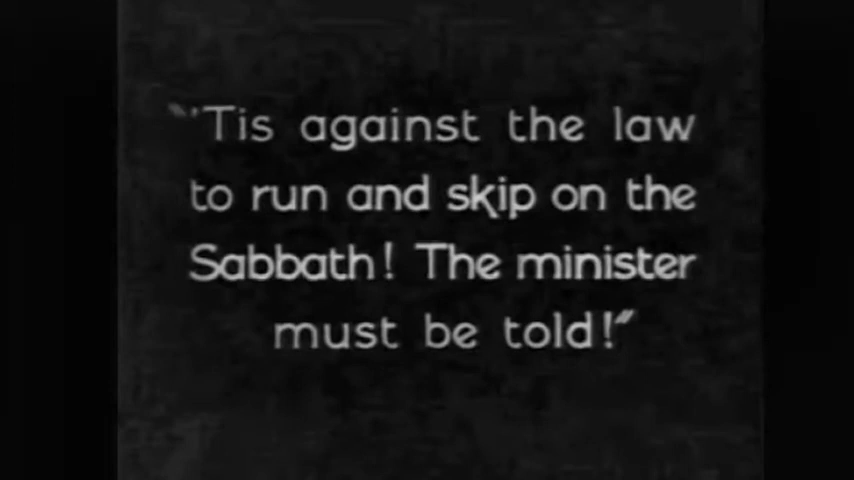 "'Tis against the law
to run and skip on the
Sabbath! The minister
must be told!"